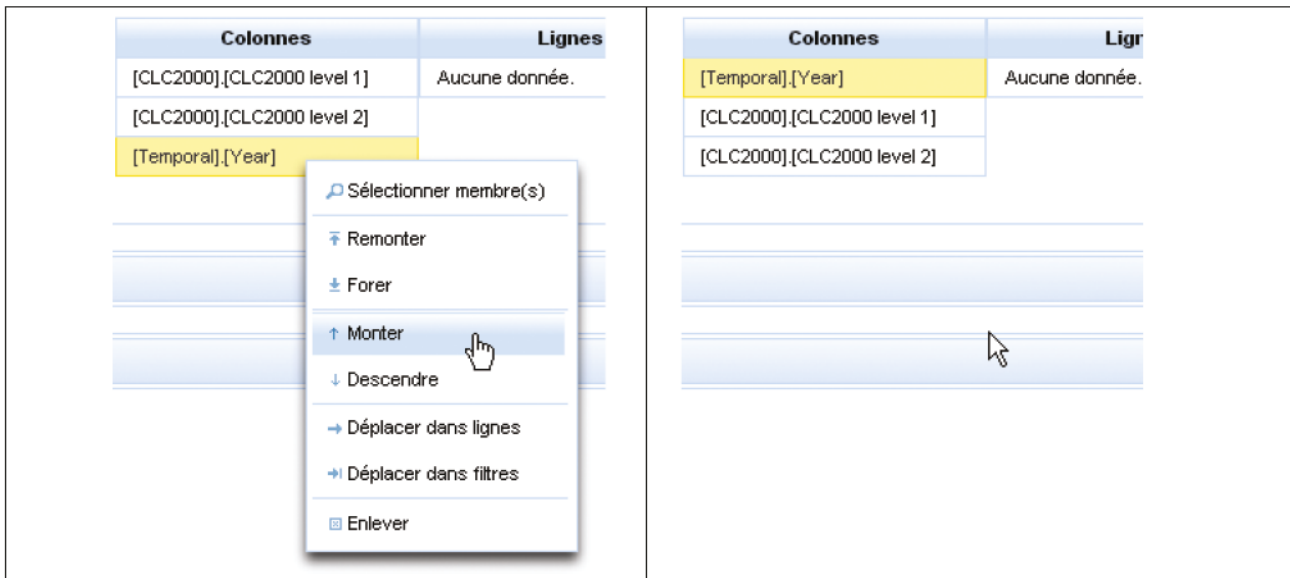 Colonnes Lignes
[CLC2000].[CLC2000 level 1] Aucune donnée.
[CLC2000].[CLC2000 level 2]
[Temporal].[Year]
Sélectionner membre(s)
Remonter
Forer
Monter
Descendre
Déplacer dans lignes
Déplacer dans filtres
Enlever
Colonnes Lign
[Temporal].[Year] Aucune donnée.
[CLC2000].[CLC2000 level 1]
[CLC2000].[CLC2000 level 2]